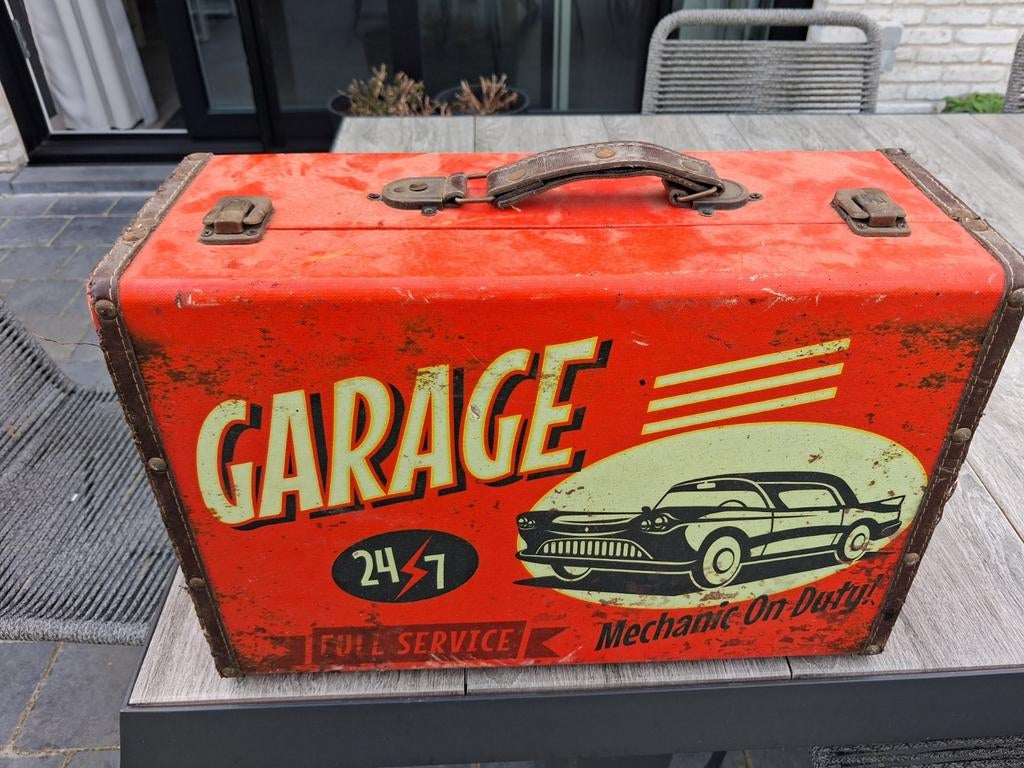 GARAGE
24/7
FULL SERVICE
Mechanic On Duty!